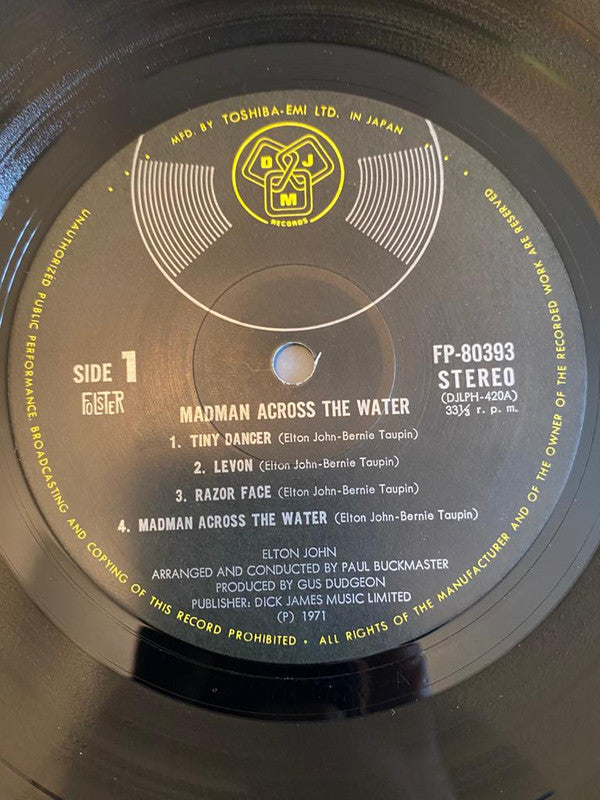 MFD. BY TOSHIBA-EMI LTD. IN JAPAN
DJM
RECORDS
SIDE 1
FP-80393
STEREO
(DJLPH-420A)
33⅓ r. p. m.
MADMAN ACROSS THE WATER
1. TINY DANCER (Elton John-Bernie Taupin)
2. LEVON (Elton John-Bernie Taupin)
3. RAZOR FACE (Elton John-Bernie Taupin)
4. MADMAN ACROSS THE WATER (Elton John-Bernie Taupin)
ELTON JOHN
ARRANGED AND CONDUCTED BY PAUL BUCKMASTER
PRODUCED BY GUS DUDGEON
PUBLISHER: DICK JAMES MUSIC LIMITED
(P) 1971
UNAUTHORIZED PUBLIC PERFORMANCE, BROADCASTING AND COPYING OF THIS RECORD PROHIBITED • ALL RIGHTS OF THE MANUFACTURER AND OF THE OWNER OF THE RECORDED WORK ARE RESERVED